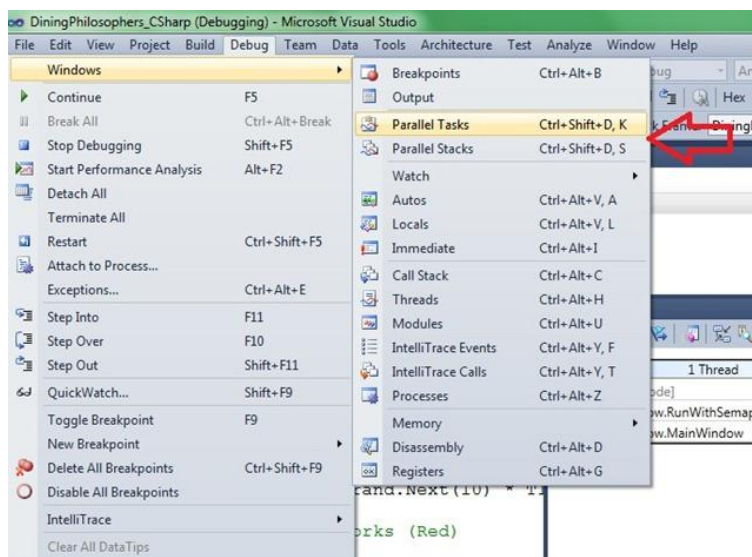 DiningPhilosophers_CSharp (Debugging) - Microsoft Visual Studio
File Edit View Project Build Debug Team Data Tools Architecture Test Analyze Window Help
Windows
Continue F5
Break All Ctrl+Alt+Break
Stop Debugging Shift+F5
Start Performance Analysis Alt+F2
Detach All
Terminate All
Restart Ctrl+Shift+F5
Attach to Process...
Exceptions... Ctrl+Alt+E
Step Into F11
Step Over F10
Step Out Shift+F11
QuickWatch... Shift+F9
Toggle Breakpoint F9
New Breakpoint
Delete All Breakpoints Ctrl+Shift+F9
Disable All Breakpoints
IntelliTrace
Clear All DataTips
Breakpoints Ctrl+Alt+B
Output
Parallel Tasks Ctrl+Shift+D, K
Parallel Stacks Ctrl+Shift+D, S
Watch
Autos Ctrl+Alt+V, A
Locals Ctrl+Alt+V, L
Immediate Ctrl+Alt+I
Call Stack Ctrl+Alt+C
Threads Ctrl+Alt+H
Modules Ctrl+Alt+U
IntelliTrace Events Ctrl+Alt+Y, F
IntelliTrace Calls Ctrl+Alt+Y, T
Processes Ctrl+Alt+Z
Memory
Disassembly Ctrl+Alt+D
Registers Ctrl+Alt+G
Hex
1 Thread
ode]
ow.RunWithSemap
ow.MainWindow
rand.Next(10) * T
orks (Red)